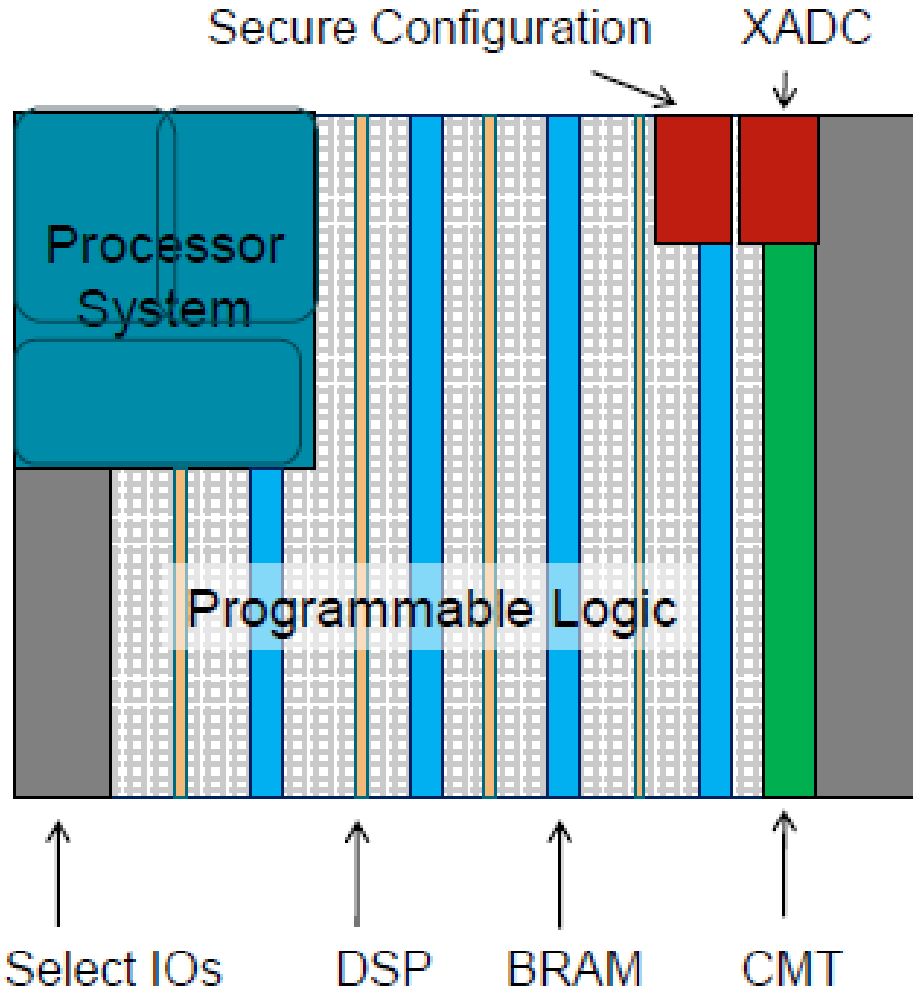 Secure Configuration
XADC
Processor
System
Programmable Logic
Select IOs
DSP
BRAM
CMT